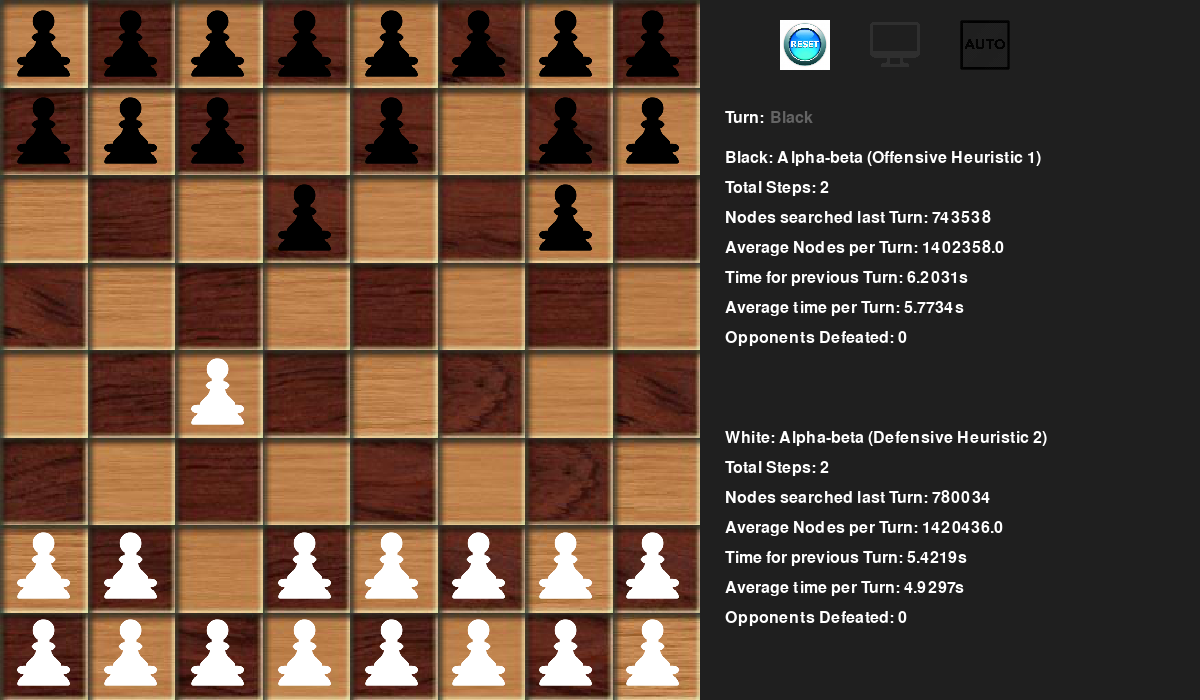 RESET
AUTO
Turn: Black
Black: Alpha-beta (Offensive Heuristic 1)
Total Steps: 2
Nodes searched last Turn: 743538
Average Nodes per Turn: 1402358.0
Time for previous Turn: 6.2031s
Average time per Turn: 5.7734s
Opponents Defeated: 0
White: Alpha-beta (Defensive Heuristic 2)
Total Steps: 2
Nodes searched last Turn: 780034
Average Nodes per Turn: 1420436.0
Time for previous Turn: 5.4219s
Average time per Turn: 4.9297s
Opponents Defeated: 0